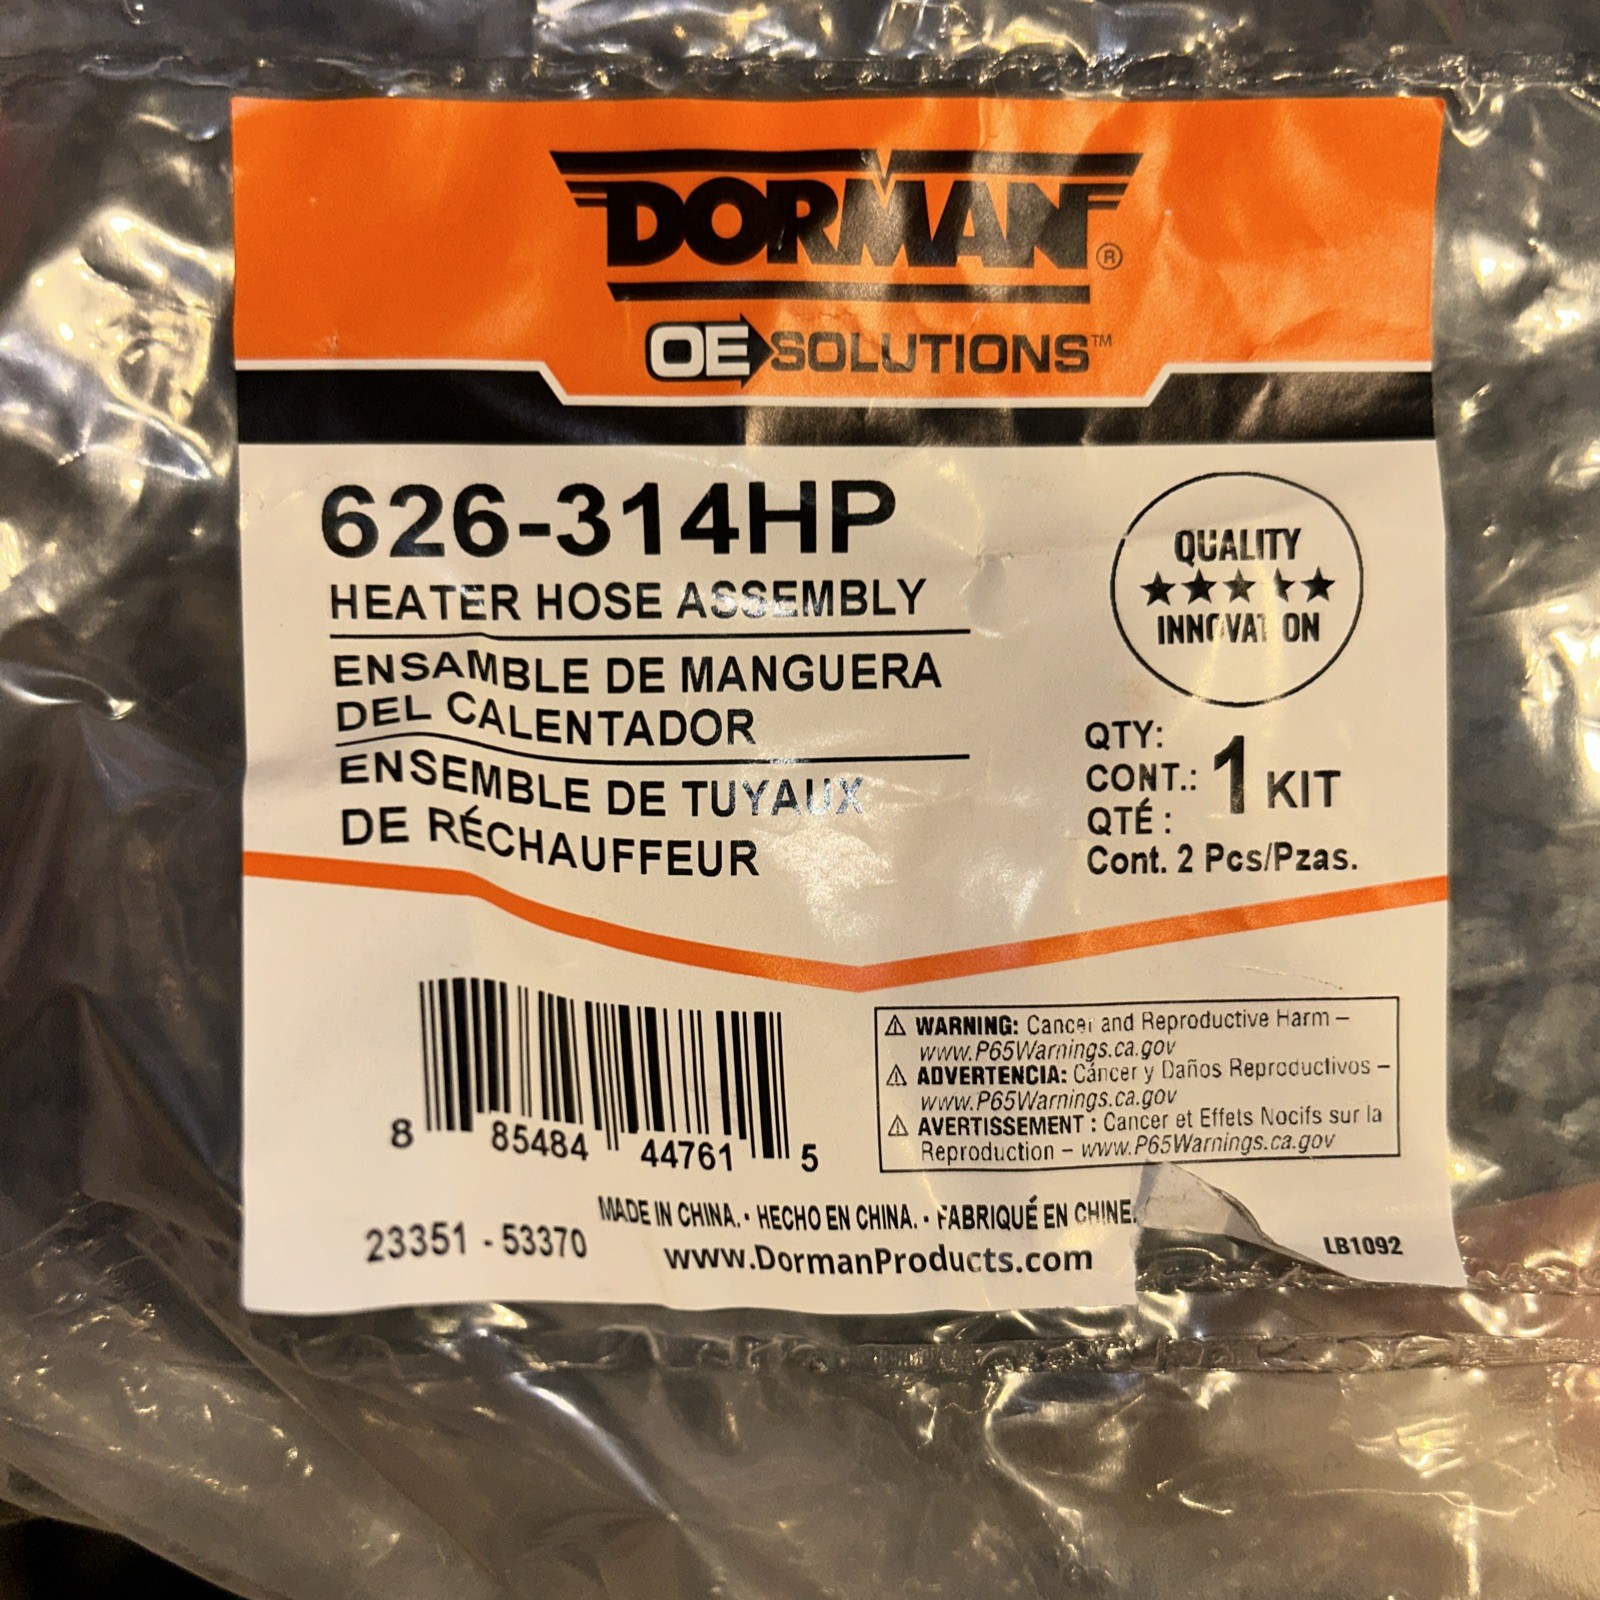 DORMAN®
OE SOLUTIONS™
626-314HP
HEATER HOSE ASSEMBLY
ENSAMBLE DE MANGUERA
DEL CALENTADOR
ENSEMBLE DE TUYAUX
DE RÉCHAUFFEUR
QUALITY
★★★★★
INNOVATION
QTY:
CONT.: 1 KIT
QTÉ :
Cont. 2 Pcs/Pzas.
8 85484 44761 5
⚠ WARNING: Cancer and Reproductive Harm –
www.P65Warnings.ca.gov
⚠ ADVERTENCIA: Cáncer y Daños Reproductivos –
www.P65Warnings.ca.gov
⚠ AVERTISSEMENT : Cancer et Effets Nocifs sur la
Reproduction – www.P65Warnings.ca.gov
MADE IN CHINA. • HECHO EN CHINA. • FABRIQUÉ EN CHINE.
23351 - 53370
www.DormanProducts.com
LB1092